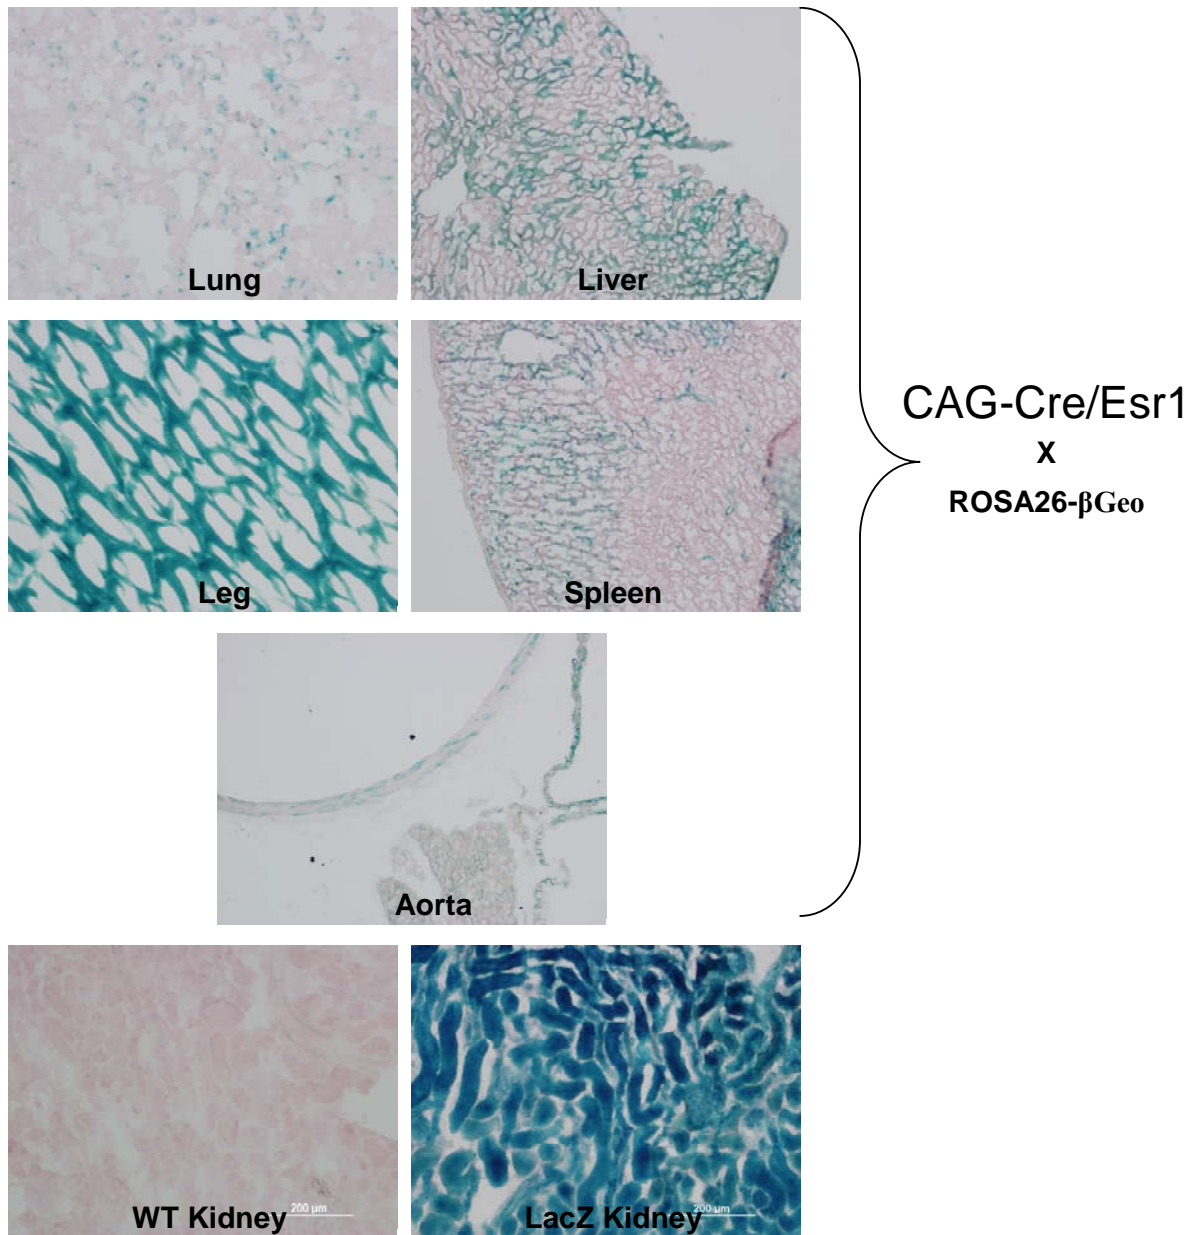 Lung
Liver
Leg
Spleen
Aorta
CAG-Cre/Esr1
X
ROSA26-βGeo
WT Kidney
200 μm
LacZ Kidney
200 μm